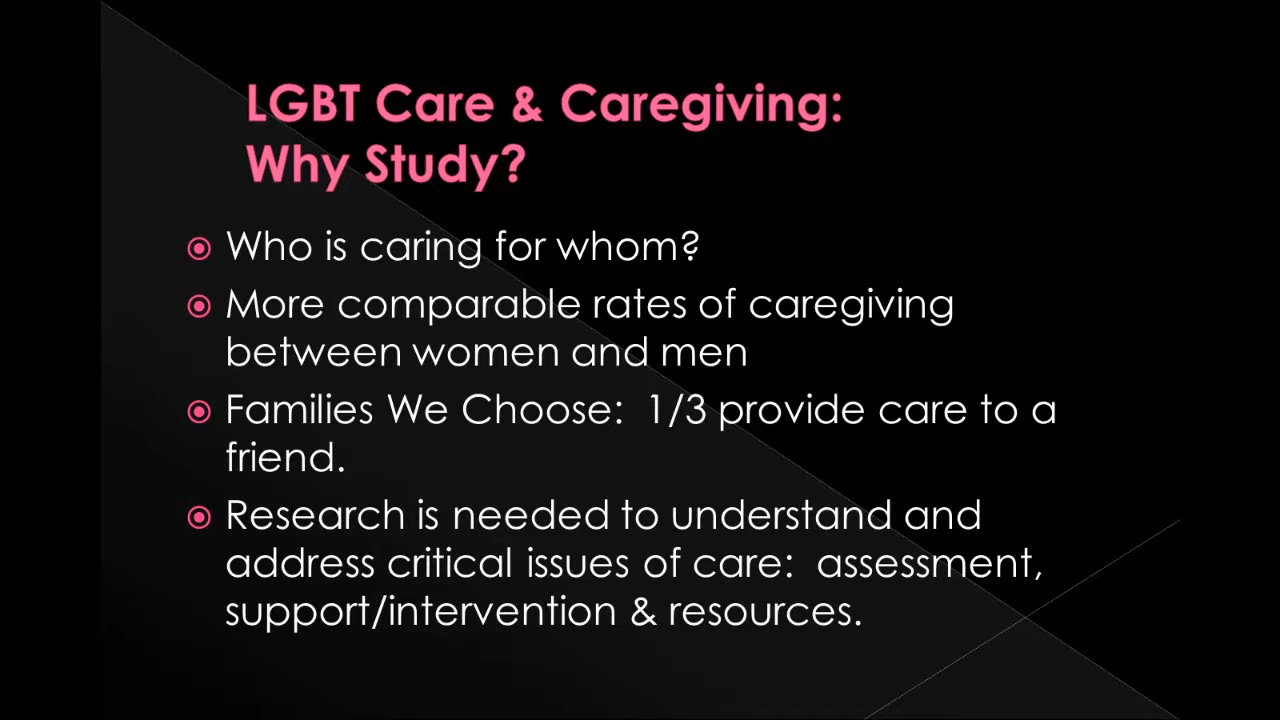 LGBT Care & Caregiving:
Why Study?
Who is caring for whom?
More comparable rates of caregiving
between women and men
Families We Choose:  1/3 provide care to a
friend.
Research is needed to understand and
address critical issues of care:  assessment,
support/intervention & resources.